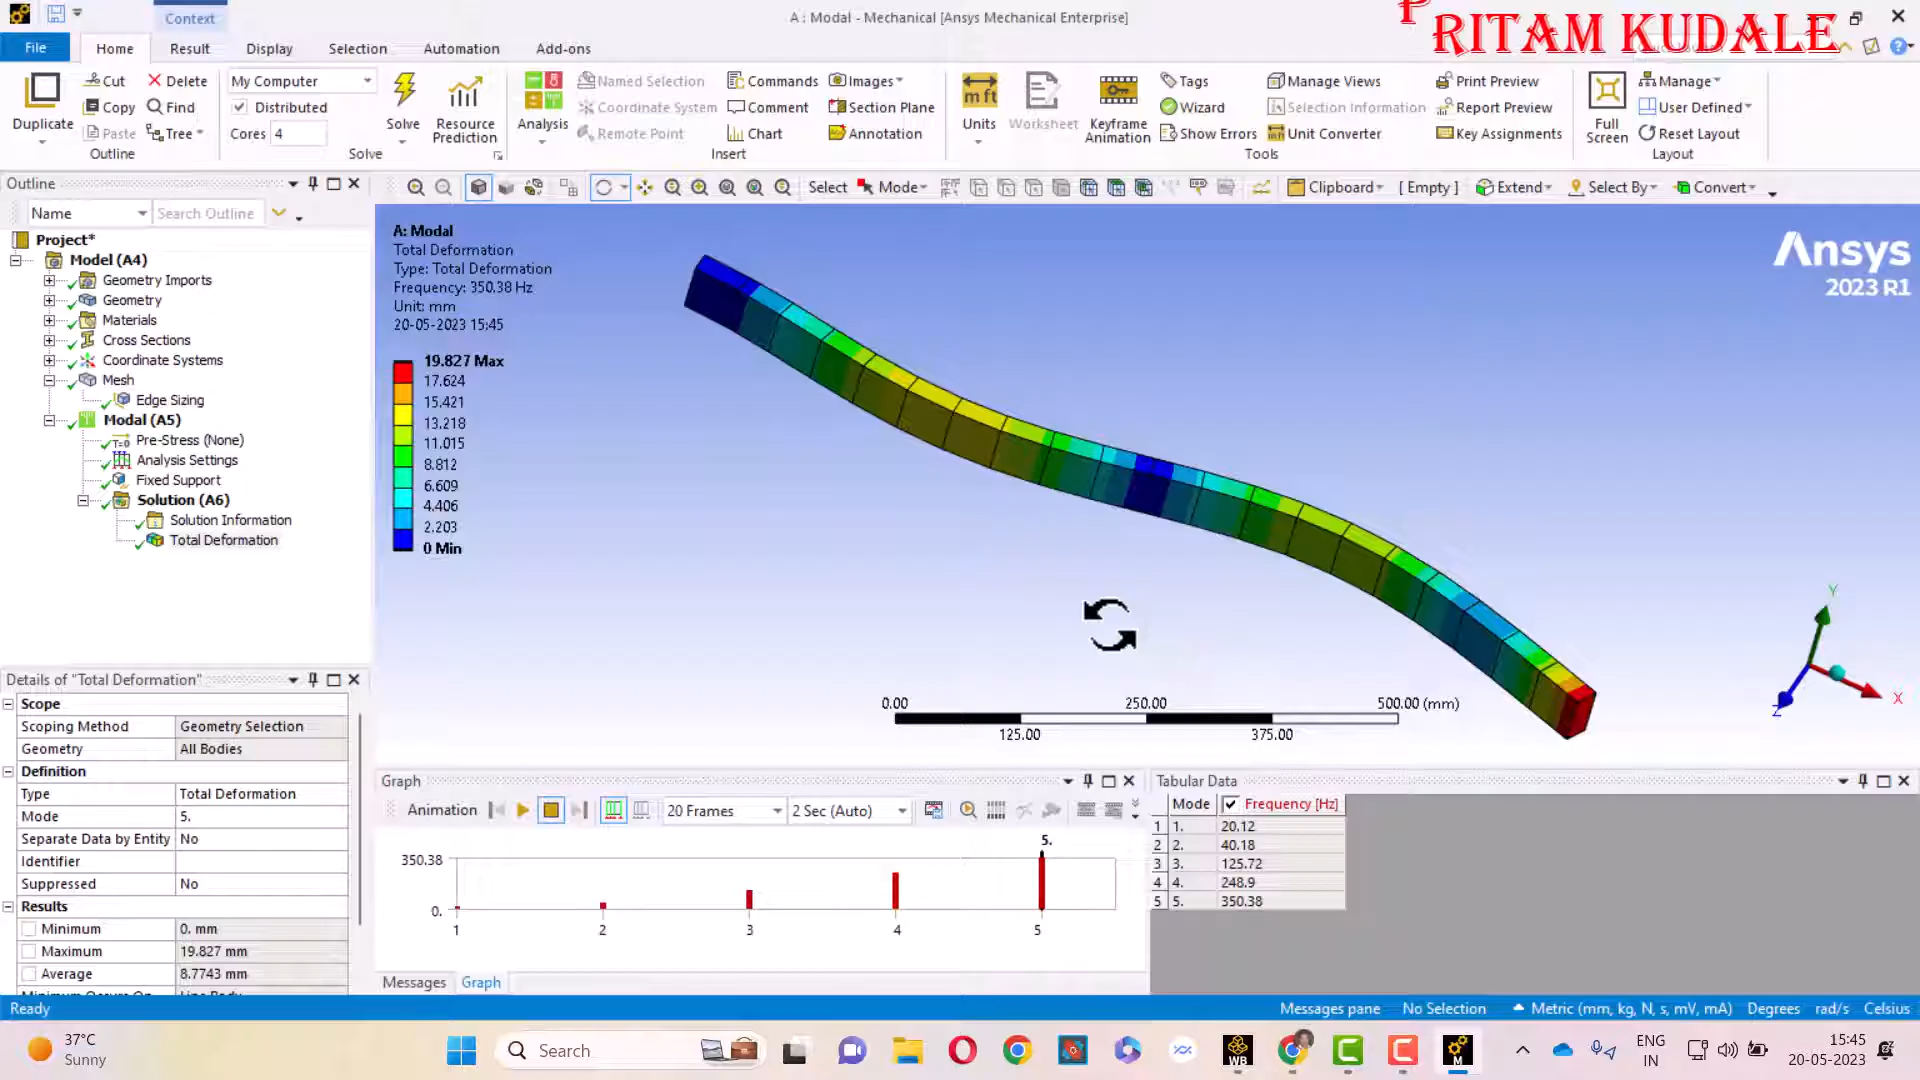 Context
A : Modal - Mechanical [Ansys Mechanical Enterprise]
PRITAM KUDALE
File
Home
Result
Display
Selection
Automation
Add-ons
Duplicate
Cut
Copy
Paste
Delete
Find
Tree
Outline
My Computer
Distributed
Cores 4
Solve
Resource
Prediction
Solve
Analysis
Named Selection
Coordinate System
Remote Point
Commands
Comment
Chart
Images
Section Plane
Annotation
Insert
Units
Worksheet
Keyframe
Animation
Tags
Wizard
Show Errors
Manage Views
Selection Information
Unit Converter
Print Preview
Report Preview
Key Assignments
Tools
Full
Screen
Manage
User Defined
Reset Layout
Layout
Outline
Name
Search Outline
Select
Mode
Clipboard
[ Empty ]
Extend
Select By
Convert
Project*
Model (A4)
Geometry Imports
Geometry
Materials
Cross Sections
Coordinate Systems
Mesh
Edge Sizing
Modal (A5)
Pre-Stress (None)
Analysis Settings
Fixed Support
Solution (A6)
Solution Information
Total Deformation
A: Modal
Total Deformation
Type: Total Deformation
Frequency: 350.38 Hz
Unit: mm
20-05-2023 15:45
19.827 Max
17.624
15.421
13.218
11.015
8.812
6.609
4.406
2.203
0 Min
Ansys
2023 R1
0.00
250.00
500.00 (mm)
125.00
375.00
Y
X
Z
Details of "Total Deformation"
Scope
Scoping Method Geometry Selection
Geometry All Bodies
Definition
Type Total Deformation
Mode 5.
Separate Data by Entity No
Identifier
Suppressed No
Results
Minimum 0. mm
Maximum 19.827 mm
Average 8.7743 mm
Graph
Animation
20 Frames
2 Sec (Auto)
5.
350.38
0.
1
2
3
4
5
Messages
Graph
Tabular Data
Mode Frequency [Hz]
1 1. 20.12
2 2. 40.18
3 3. 125.72
4 4. 248.9
5 5. 350.38
Ready
Messages pane
No Selection
Metric (mm, kg, N, s, mV, mA)
Degrees
rad/s
Celsius
37°C
Sunny
Search
WB
M
ENG
IN
15:45
20-05-2023